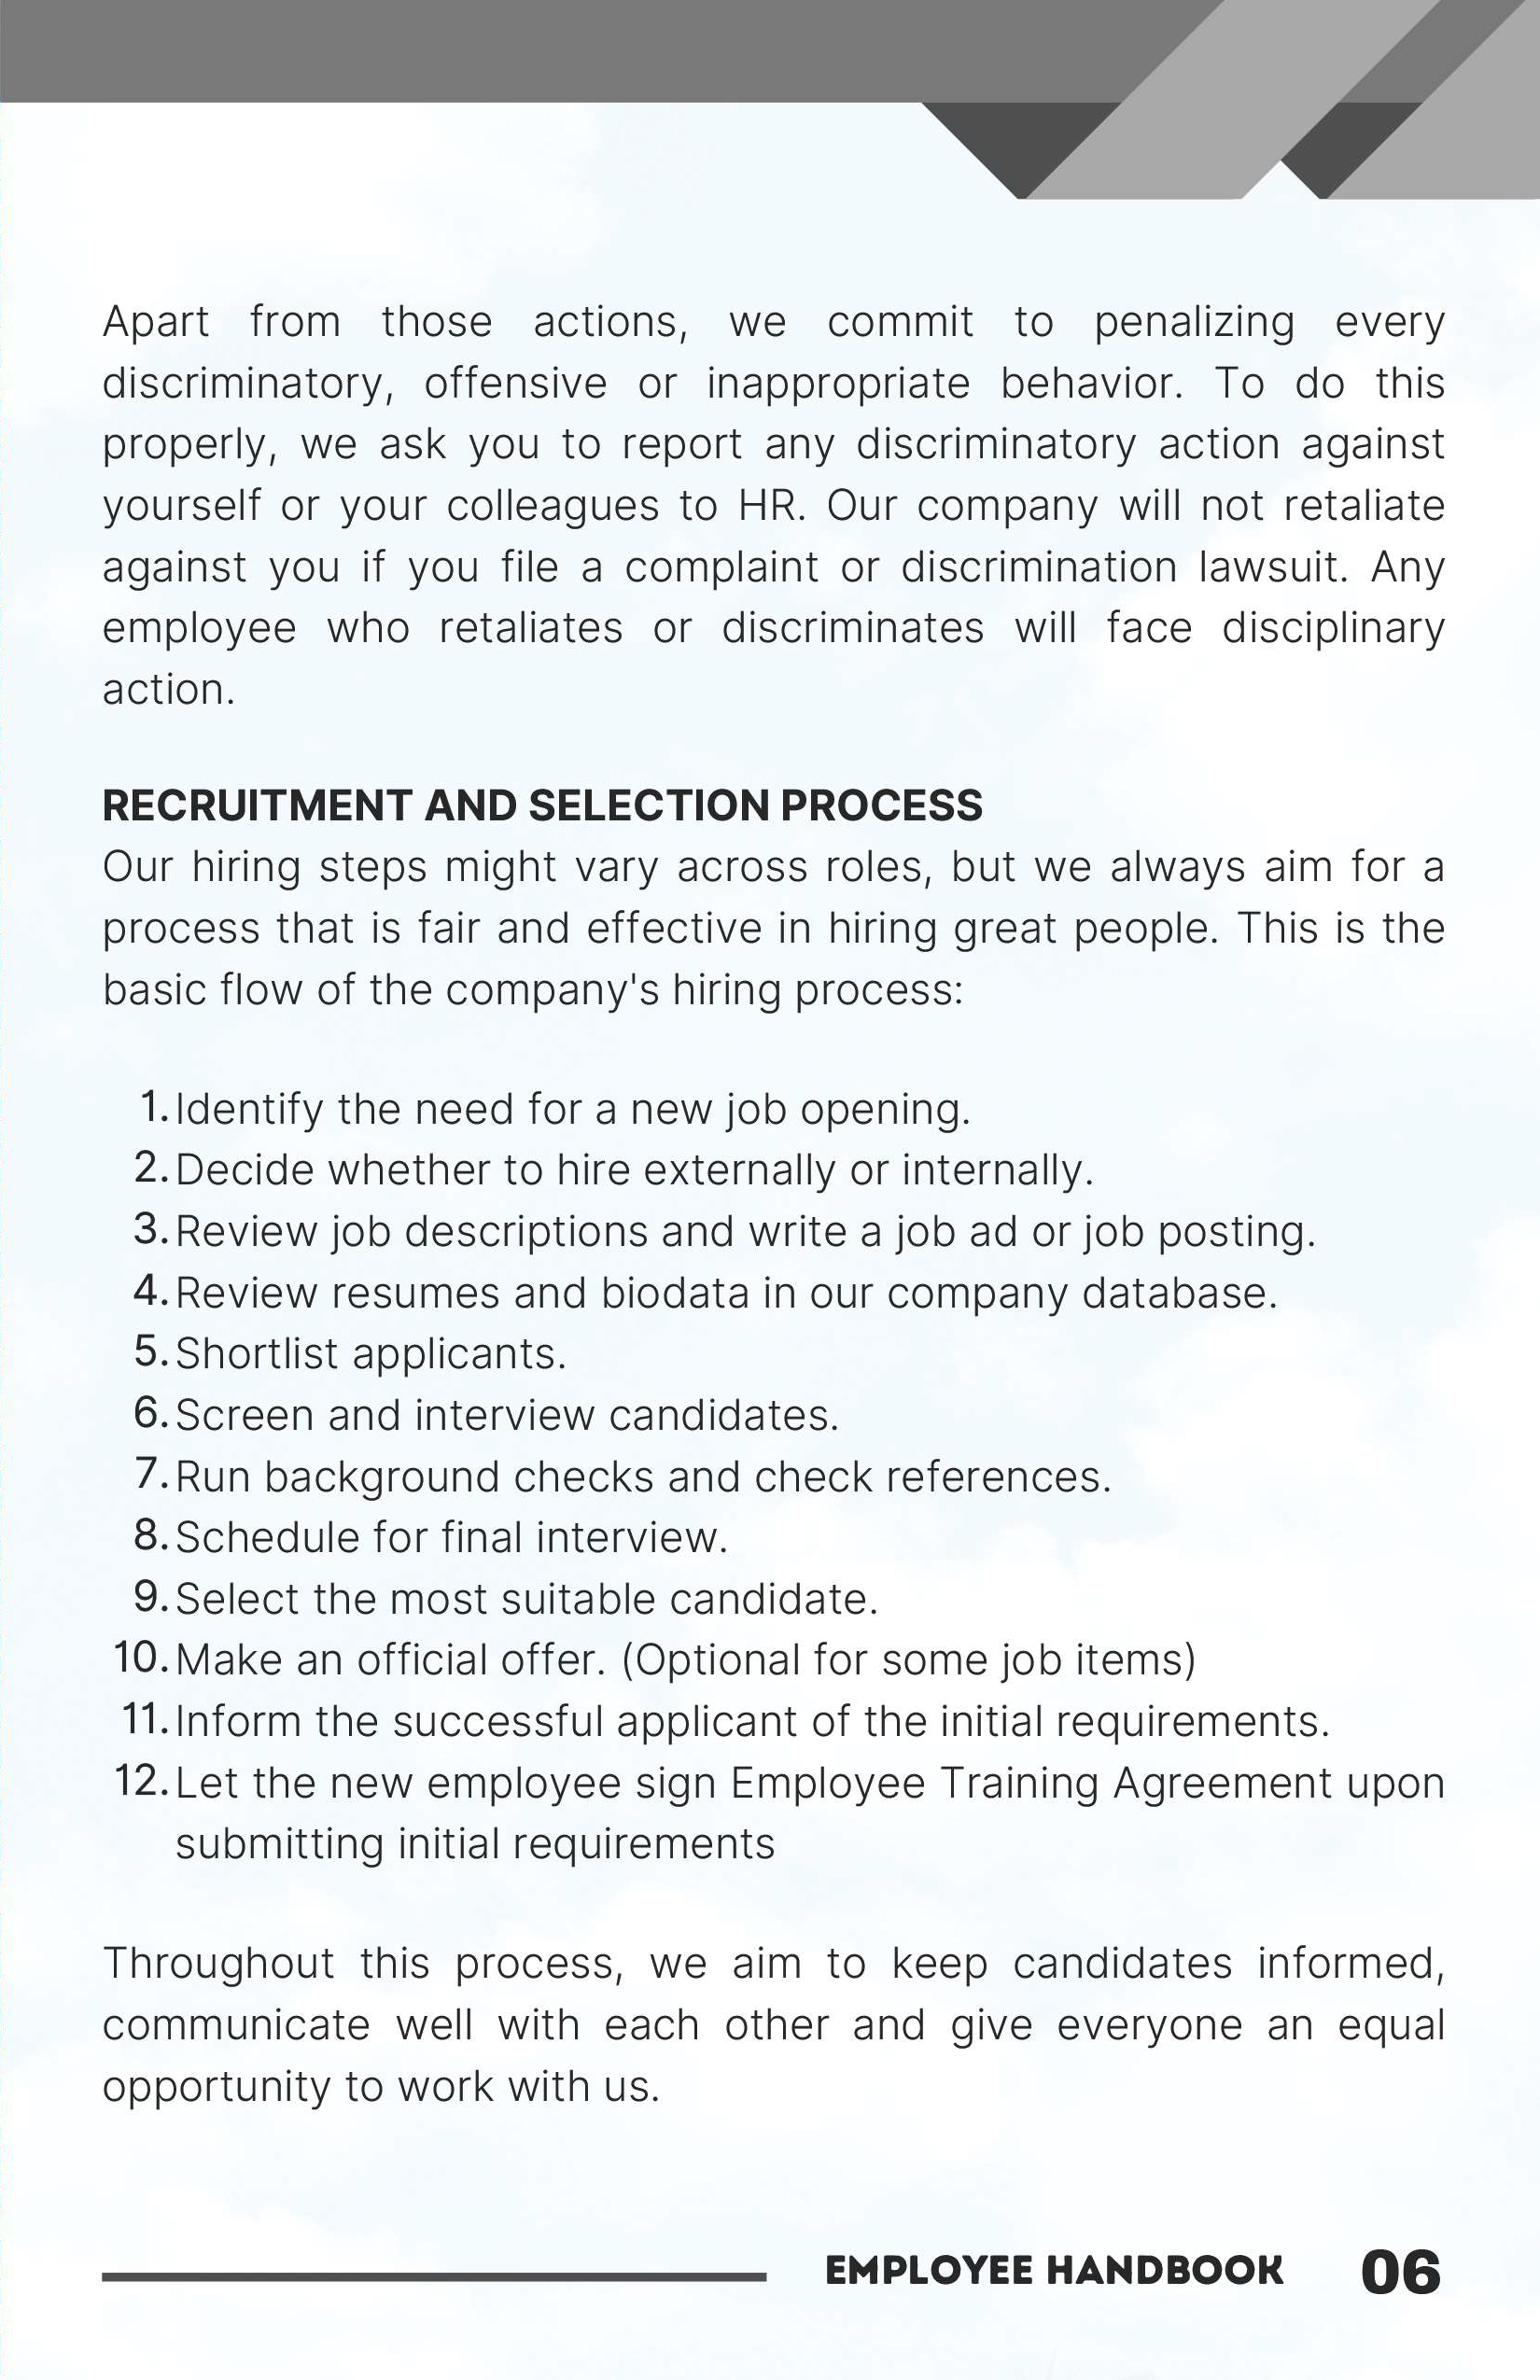 Apart from those actions, we commit to penalizing every
discriminatory, offensive or inappropriate behavior. To do this
properly, we ask you to report any discriminatory action against
yourself or your colleagues to HR. Our company will not retaliate
against you if you file a complaint or discrimination lawsuit. Any
employee who retaliates or discriminates will face disciplinary
action.
RECRUITMENT AND SELECTION PROCESS
Our hiring steps might vary across roles, but we always aim for a
process that is fair and effective in hiring great people. This is the
basic flow of the company's hiring process:
1. Identify the need for a new job opening.
2. Decide whether to hire externally or internally.
3. Review job descriptions and write a job ad or job posting.
4. Review resumes and biodata in our company database.
5. Shortlist applicants.
6. Screen and interview candidates.
7. Run background checks and check references.
8. Schedule for final interview.
9. Select the most suitable candidate.
10. Make an official offer. (Optional for some job items)
11. Inform the successful applicant of the initial requirements.
12. Let the new employee sign Employee Training Agreement upon
submitting initial requirements
Throughout this process, we aim to keep candidates informed,
communicate well with each other and give everyone an equal
opportunity to work with us.
EMPLOYEE HANDBOOK 06